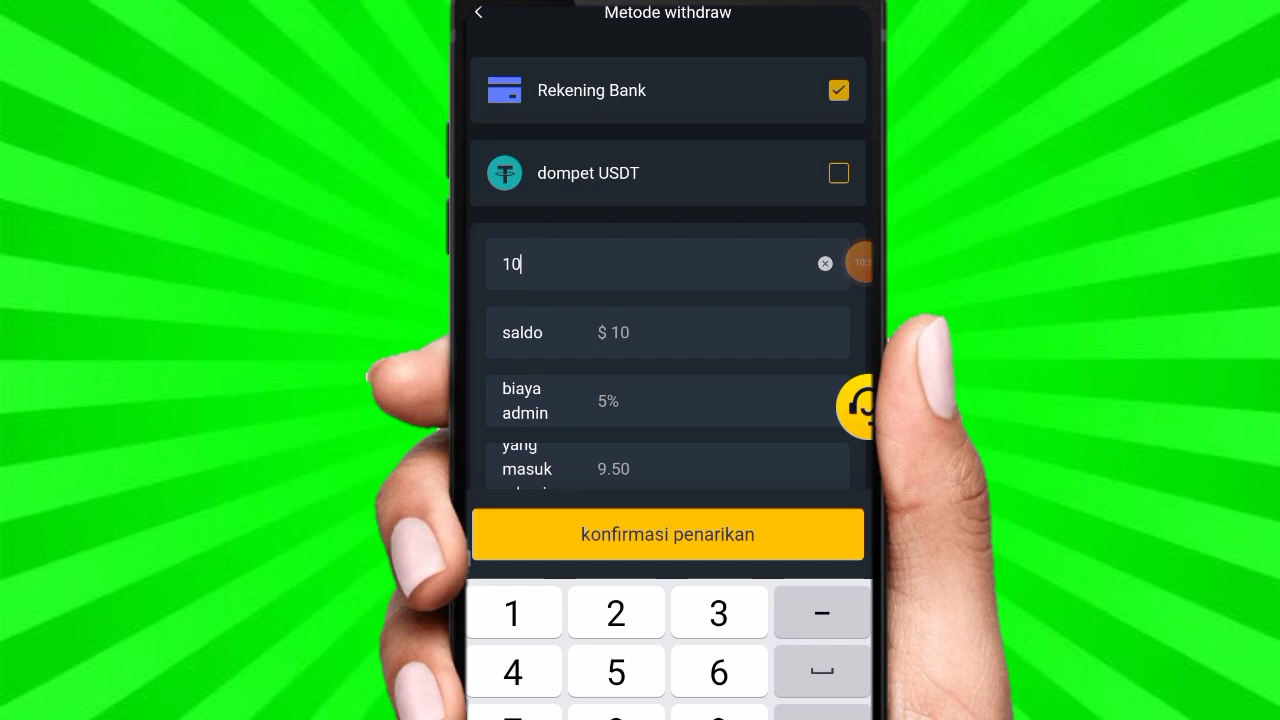 Metode withdraw
Rekening Bank
dompet USDT
10
saldo $ 10
biaya
admin
5%
yang
masuk
9.50
konfirmasi penarikan
1 2 3 -
4 5 6